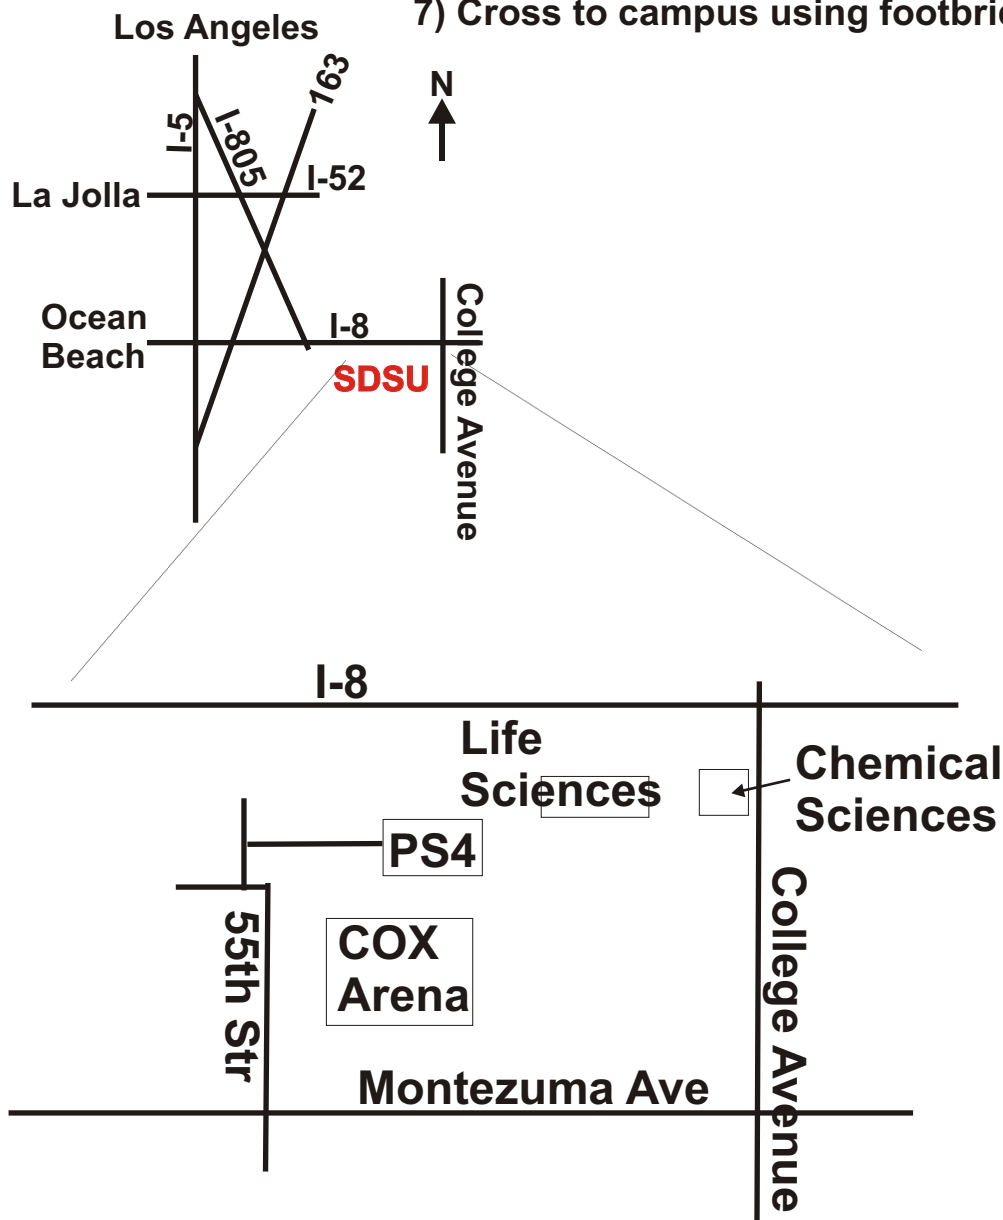 7) Cross to campus using footbri
Los Angeles
163
N
I-5
I-805
I-52
La Jolla
Ocean
Beach
I-8
College Avenue
SDSU
I-8
Life
Sciences
Chemical
Sciences
PS4
55th Str
COX
Arena
College Avenue
Montezuma Ave